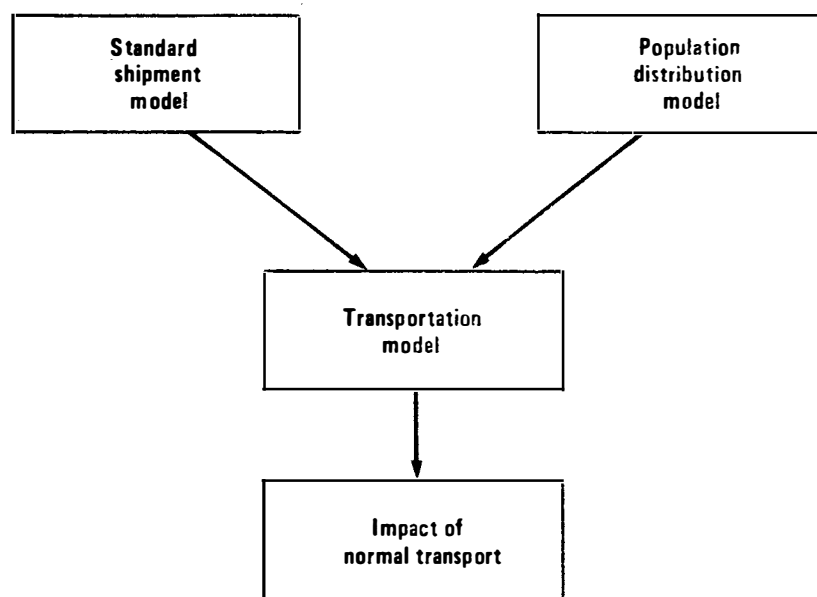 Standard
shipment
model
Population
distribution
model
Transportation
model
Impact of
normal transport